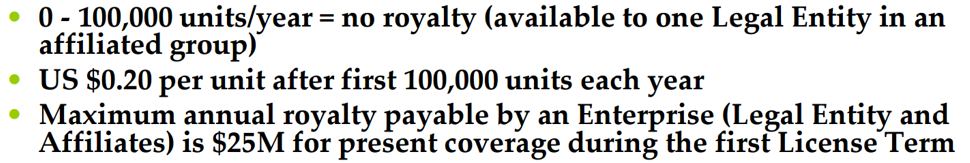 • 0 - 100,000 units/year = no royalty (available to one Legal Entity in an
affiliated group)
• US $0.20 per unit after first 100,000 units each year
• Maximum annual royalty payable by an Enterprise (Legal Entity and
Affiliates) is $25M for present coverage during the first License Term